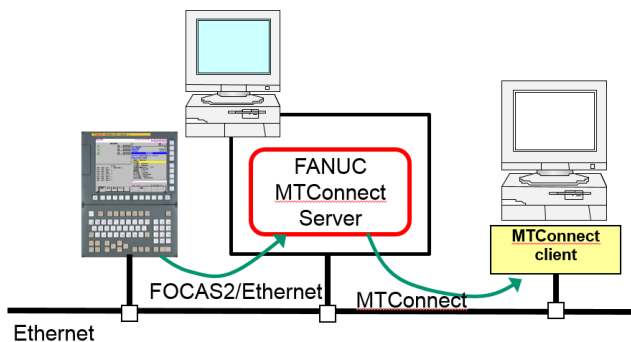 FANUC
MTConnect
Server
MTConnect
client
FOCAS2/Ethernet
MTConnect
Ethernet